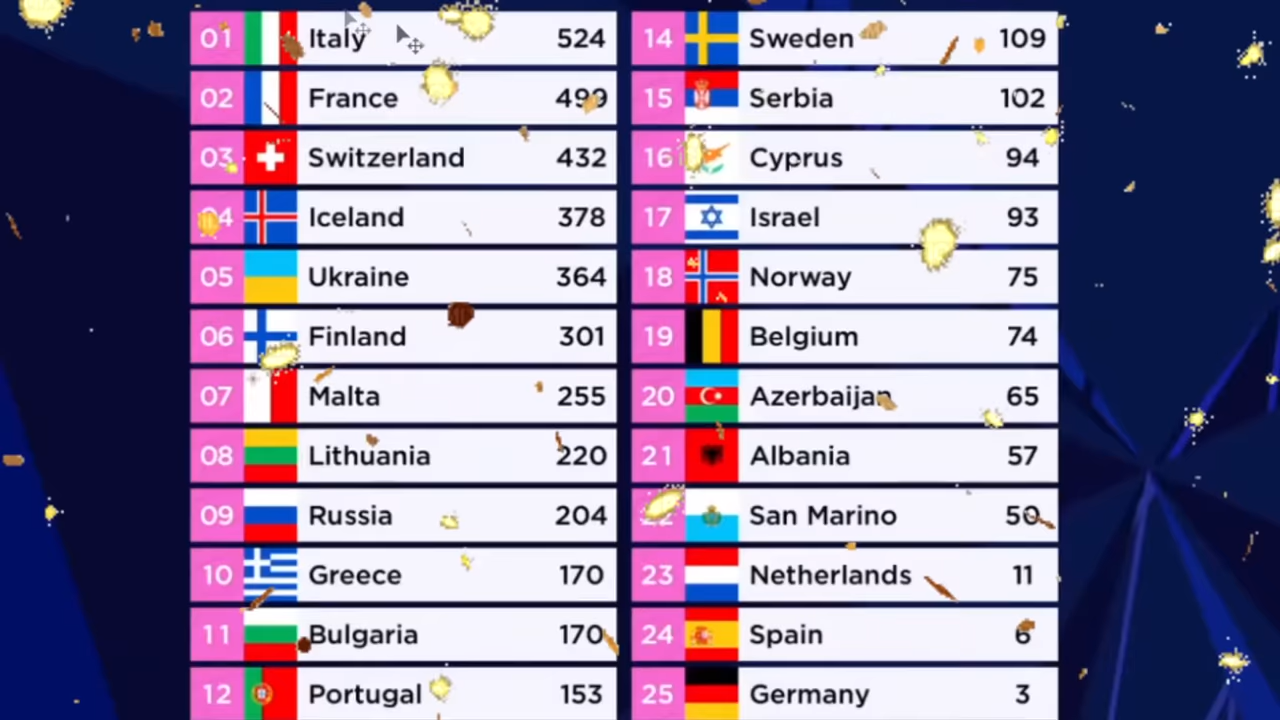 01 Italy 524
02 France 499
03 Switzerland 432
04 Iceland 378
05 Ukraine 364
06 Finland 301
07 Malta 255
08 Lithuania 220
09 Russia 204
10 Greece 170
11 Bulgaria 170
12 Portugal 153
14 Sweden 109
15 Serbia 102
16 Cyprus 94
17 Israel 93
18 Norway 75
19 Belgium 74
20 Azerbaijan 65
21 Albania 57
22 San Marino 50
23 Netherlands 11
24 Spain 6
25 Germany 3